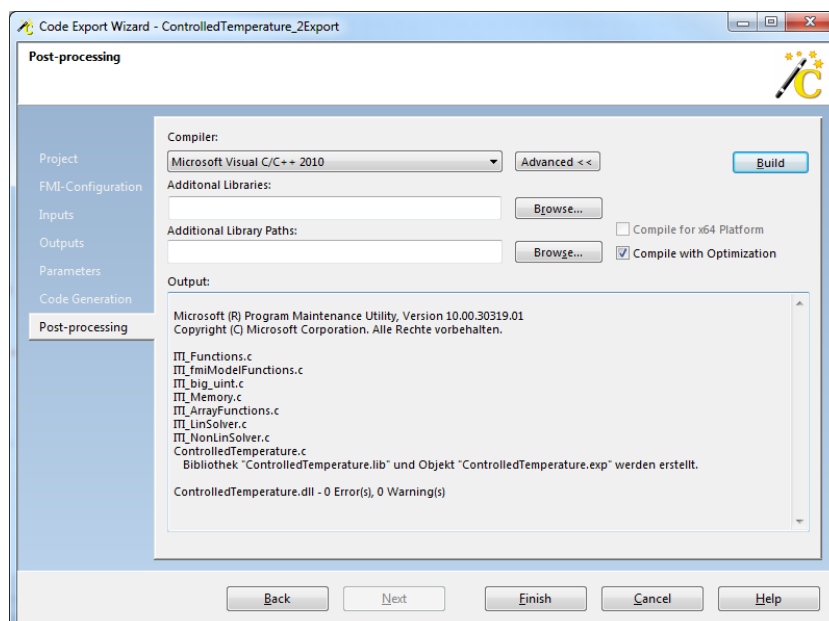 Code Export Wizard - ControlledTemperature_2Export
Post-processing
Project
FMI-Configuration
Inputs
Outputs
Parameters
Code Generation
Post-processing
Compiler:
Microsoft Visual C/C++ 2010
Advanced <<
Build
Additonal Libraries:
Browse...
Additional Library Paths:
Compile for x64 Platform
Browse...
Compile with Optimization
Output:
Microsoft (R) Program Maintenance Utility, Version 10.00.30319.01
Copyright (C) Microsoft Corporation. Alle Rechte vorbehalten.
ITI_Functions.c
ITI_fmiModelFunctions.c
ITI_big_uint.c
ITI_Memory.c
ITI_ArrayFunctions.c
ITI_LinSolver.c
ITI_NonLinSolver.c
ControlledTemperature.c
Bibliothek "ControlledTemperature.lib" und Objekt "ControlledTemperature.exp" werden erstellt.
ControlledTemperature.dll - 0 Error(s), 0 Warning(s)
Back
Next
Finish
Cancel
Help